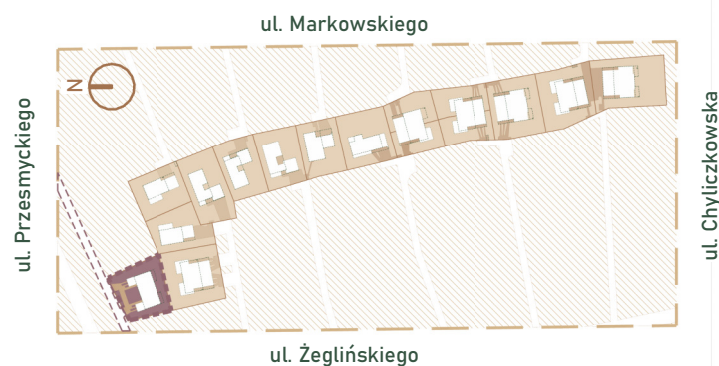 ul. Markowskiego
N
ul. Przesmyckiego
ul. Chyliczkowska
ul. Żeglińskiego